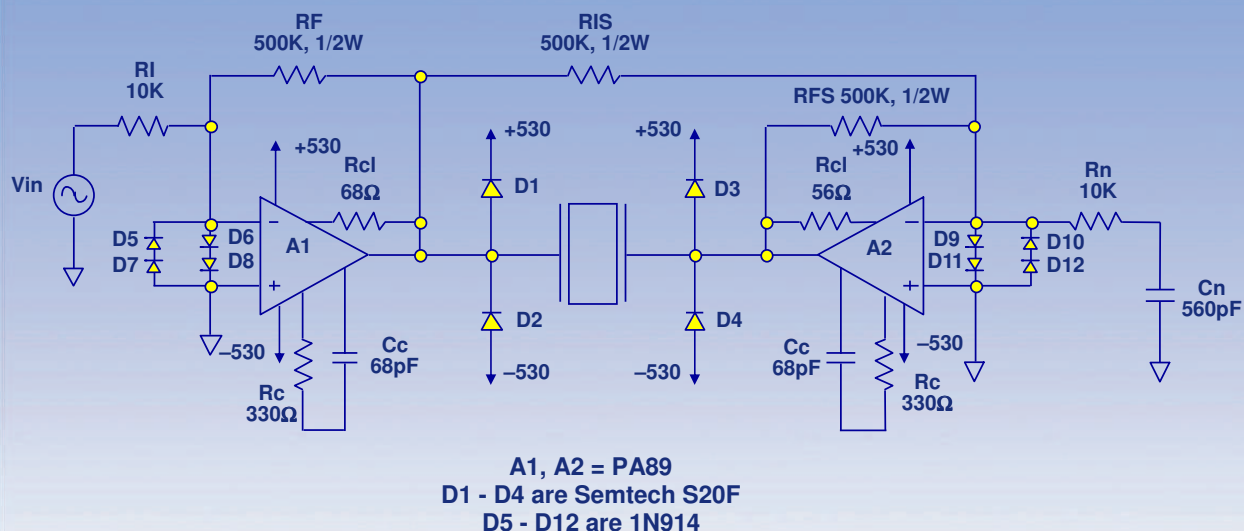 RF
500K, 1/2W
RIS
500K, 1/2W
RI
10K
RFS 500K, 1/2W
+530
+530
+530
+530
Rcl
68Ω
Rcl
56Ω
Rn
10K
Vin
D1
D3
−
−
D5
D7
D6
D8
A1
A2
D9
D11
D10
D12
+
+
Cn
560pF
D2
D4
–530
–530
–530
–530
Cc
68pF
Cc
68pF
Rc
330Ω
Rc
330Ω
A1, A2 = PA89
D1 - D4 are Semtech S20F
D5 - D12 are 1N914